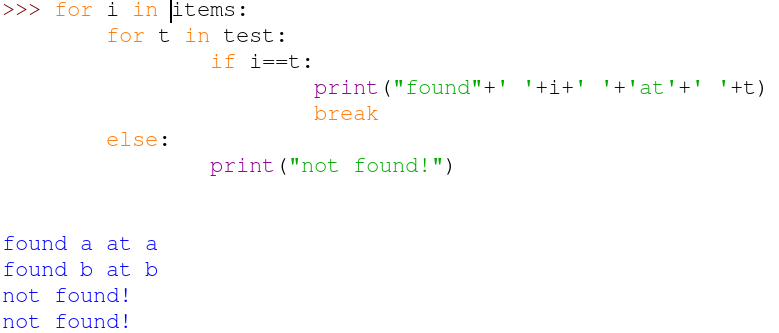 >>> for i in items:
        for t in test:
                if i==t:
                        print("found"+' '+i+' '+'at'+' '+t)
                        break
        else:
                print("not found!")
found a at a
found b at b
not found!
not found!